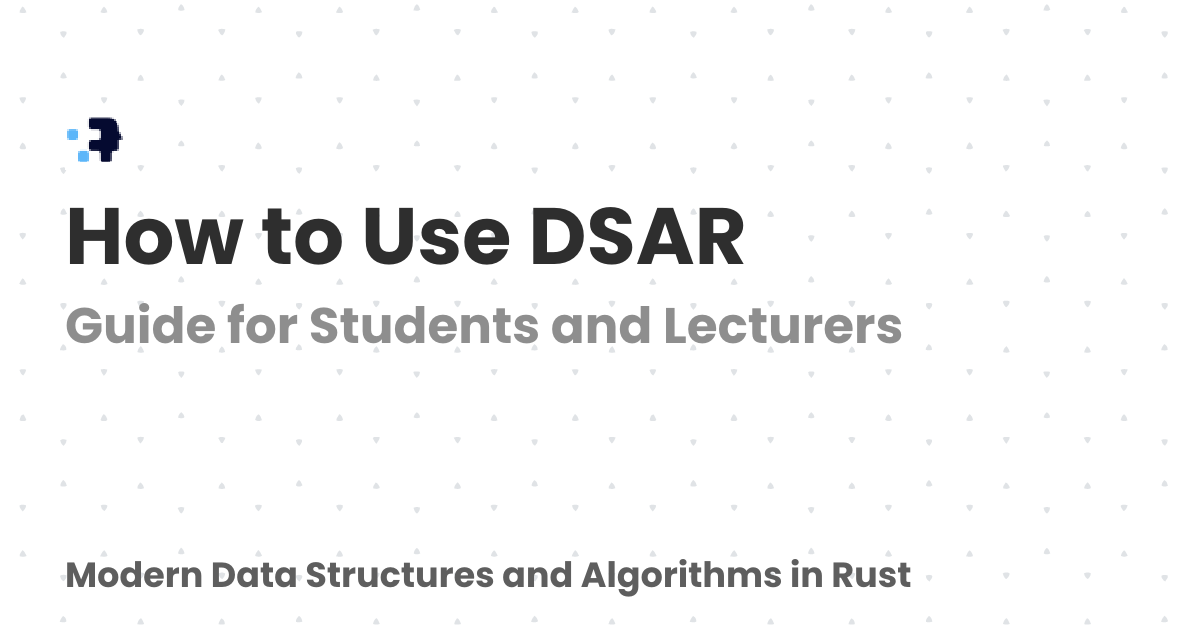 How to Use DSAR
Guide for Students and Lecturers
Modern Data Structures and Algorithms in Rust